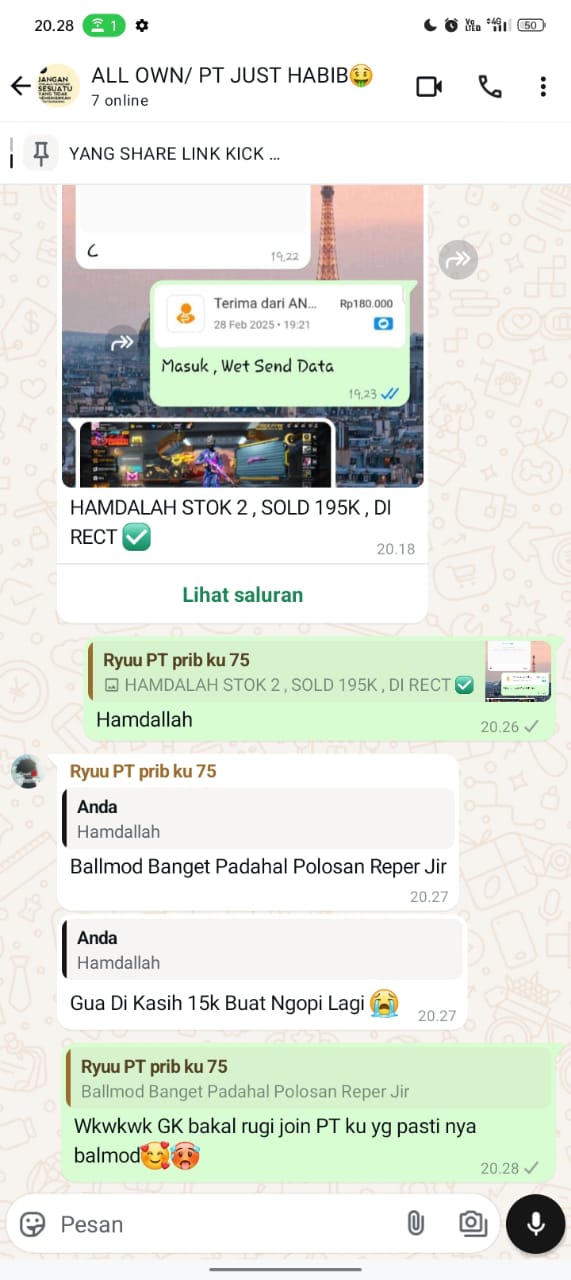 20.28
1
Vo
LTED
4G
50
JANGAN
SESUATU
YANG TIDAK
ALL OWN/ PT JUST HABIB🤑
7 online
YANG SHARE LINK KICK ...
19.22
Terima dari AN...
Rp180.000
28 Feb 2025 • 19:21
Masuk , Wet Send Data
19.23
HAMDALAH STOK 2 , SOLD 195K , DI
RECT ✅
20.18
Lihat saluran
Ryuu PT prib ku 75
HAMDALAH STOK 2 , SOLD 195K , DI RECT ✅
Hamdallah
20.26
Ryuu PT prib ku 75
Anda
Hamdallah
Ballmod Banget Padahal Polosan Reper Jir
20.27
Anda
Hamdallah
Gua Di Kasih 15k Buat Ngopi Lagi 😭
20.27
Ryuu PT prib ku 75
Ballmod Banget Padahal Polosan Reper Jir
Wkwkwk GK bakal rugi join PT ku yg pasti nya
balmod🥰🥵
20.28
Pesan